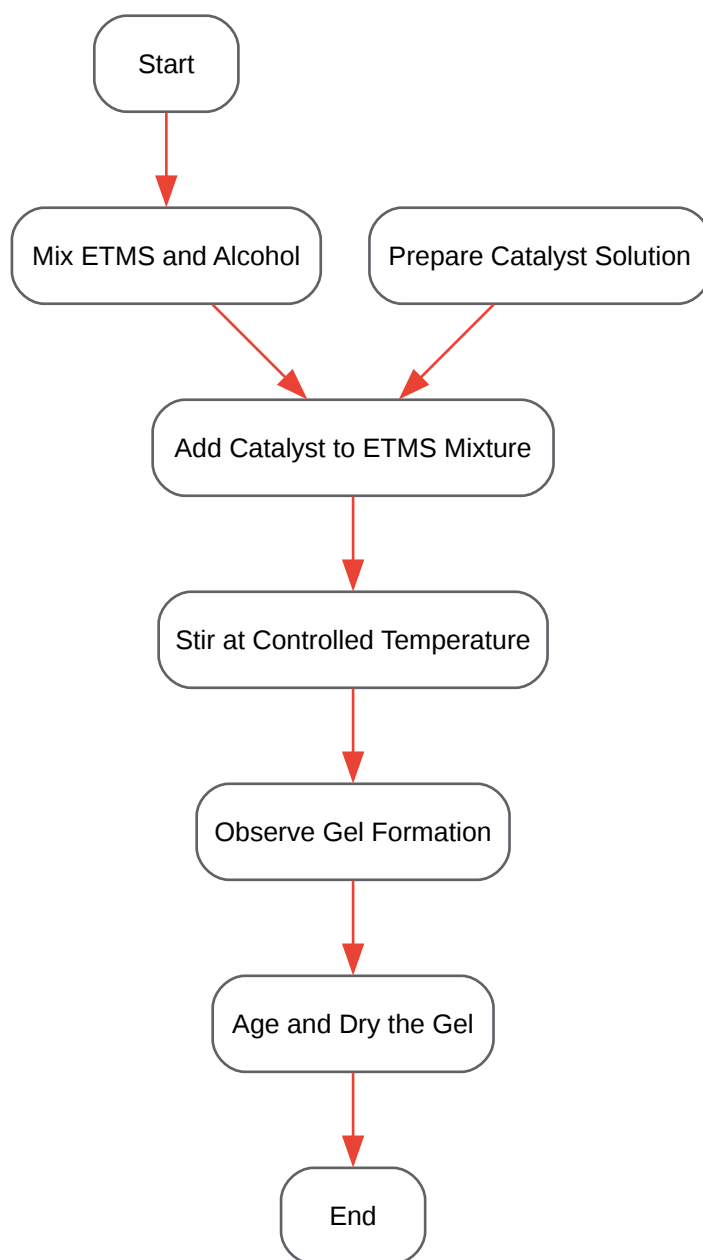 Start
Mix ETMS and Alcohol
Prepare Catalyst Solution
Add Catalyst to ETMS Mixture
Stir at Controlled Temperature
Observe Gel Formation
Age and Dry the Gel
End